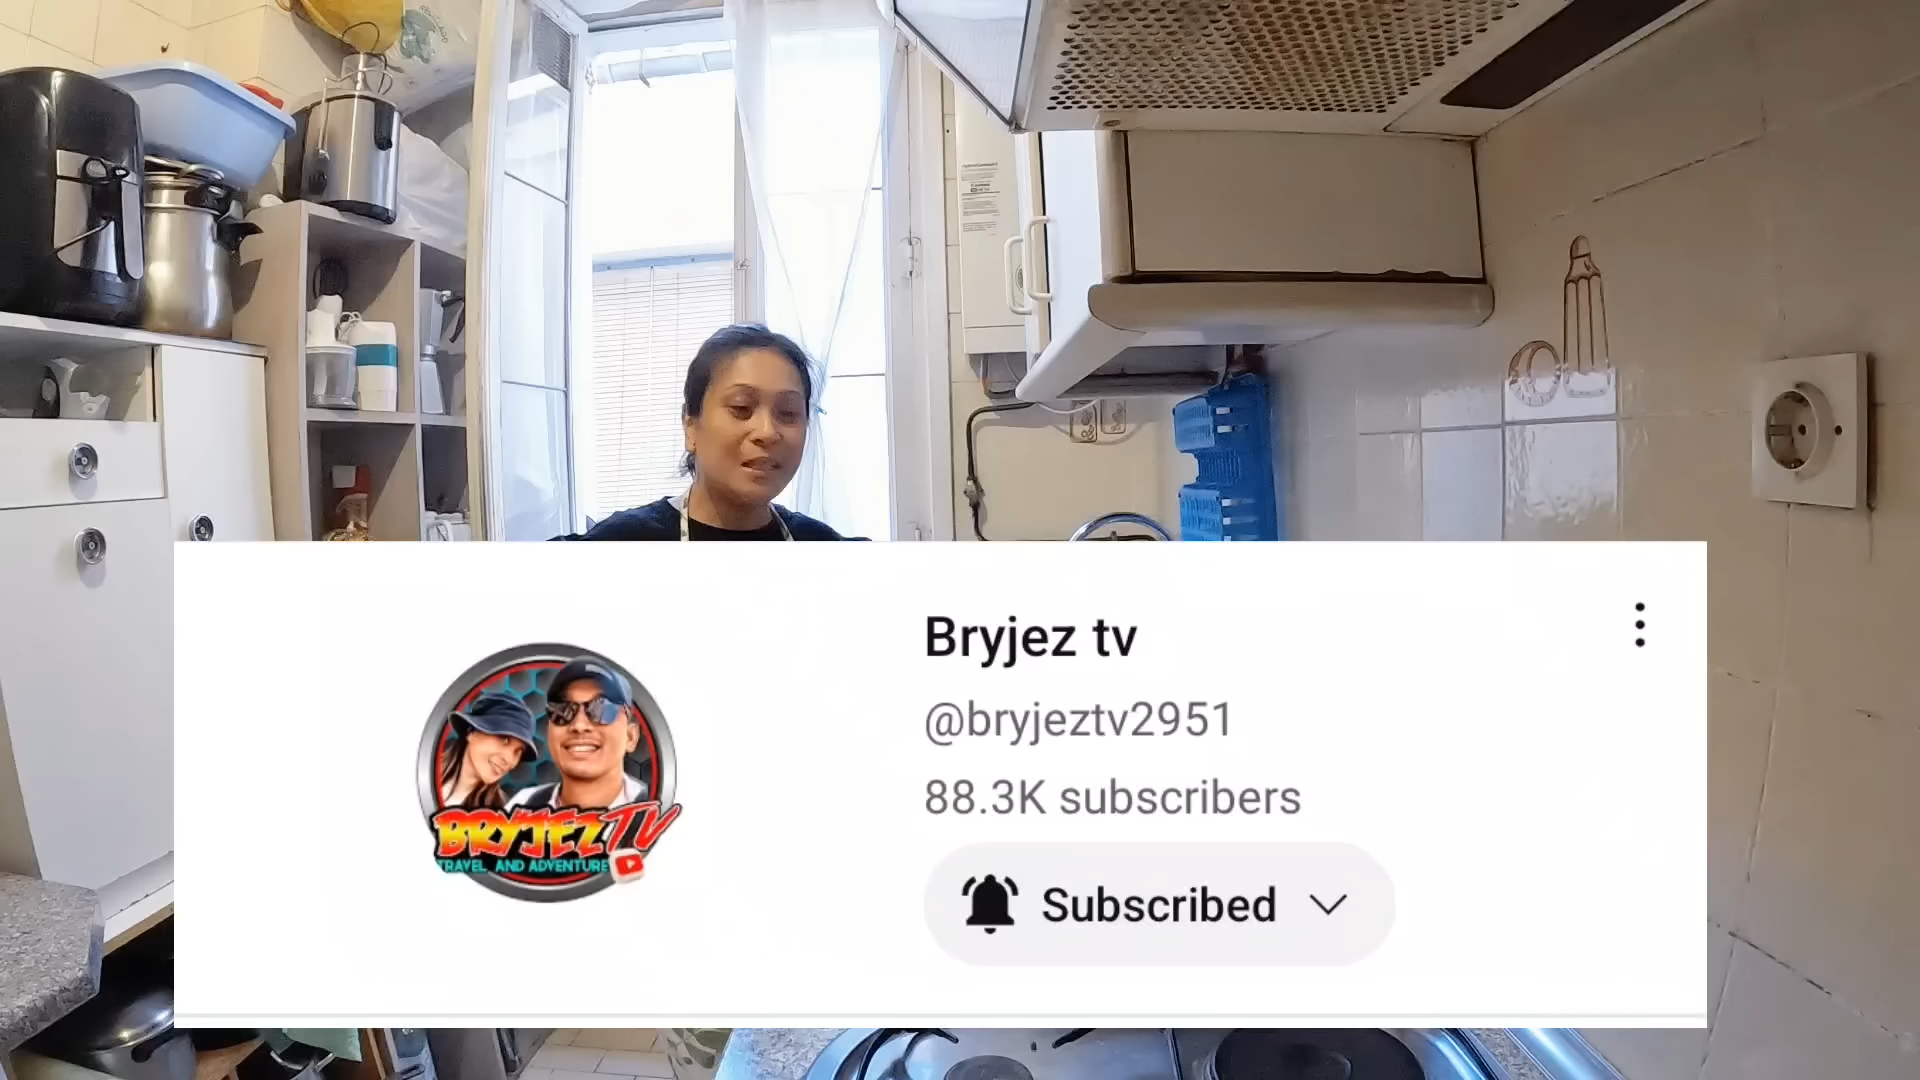 Bryjez tv
@bryjeztv2951
88.3K subscribers
Subscribed
BRYJEZ TV
TRAVEL AND ADVENTURE